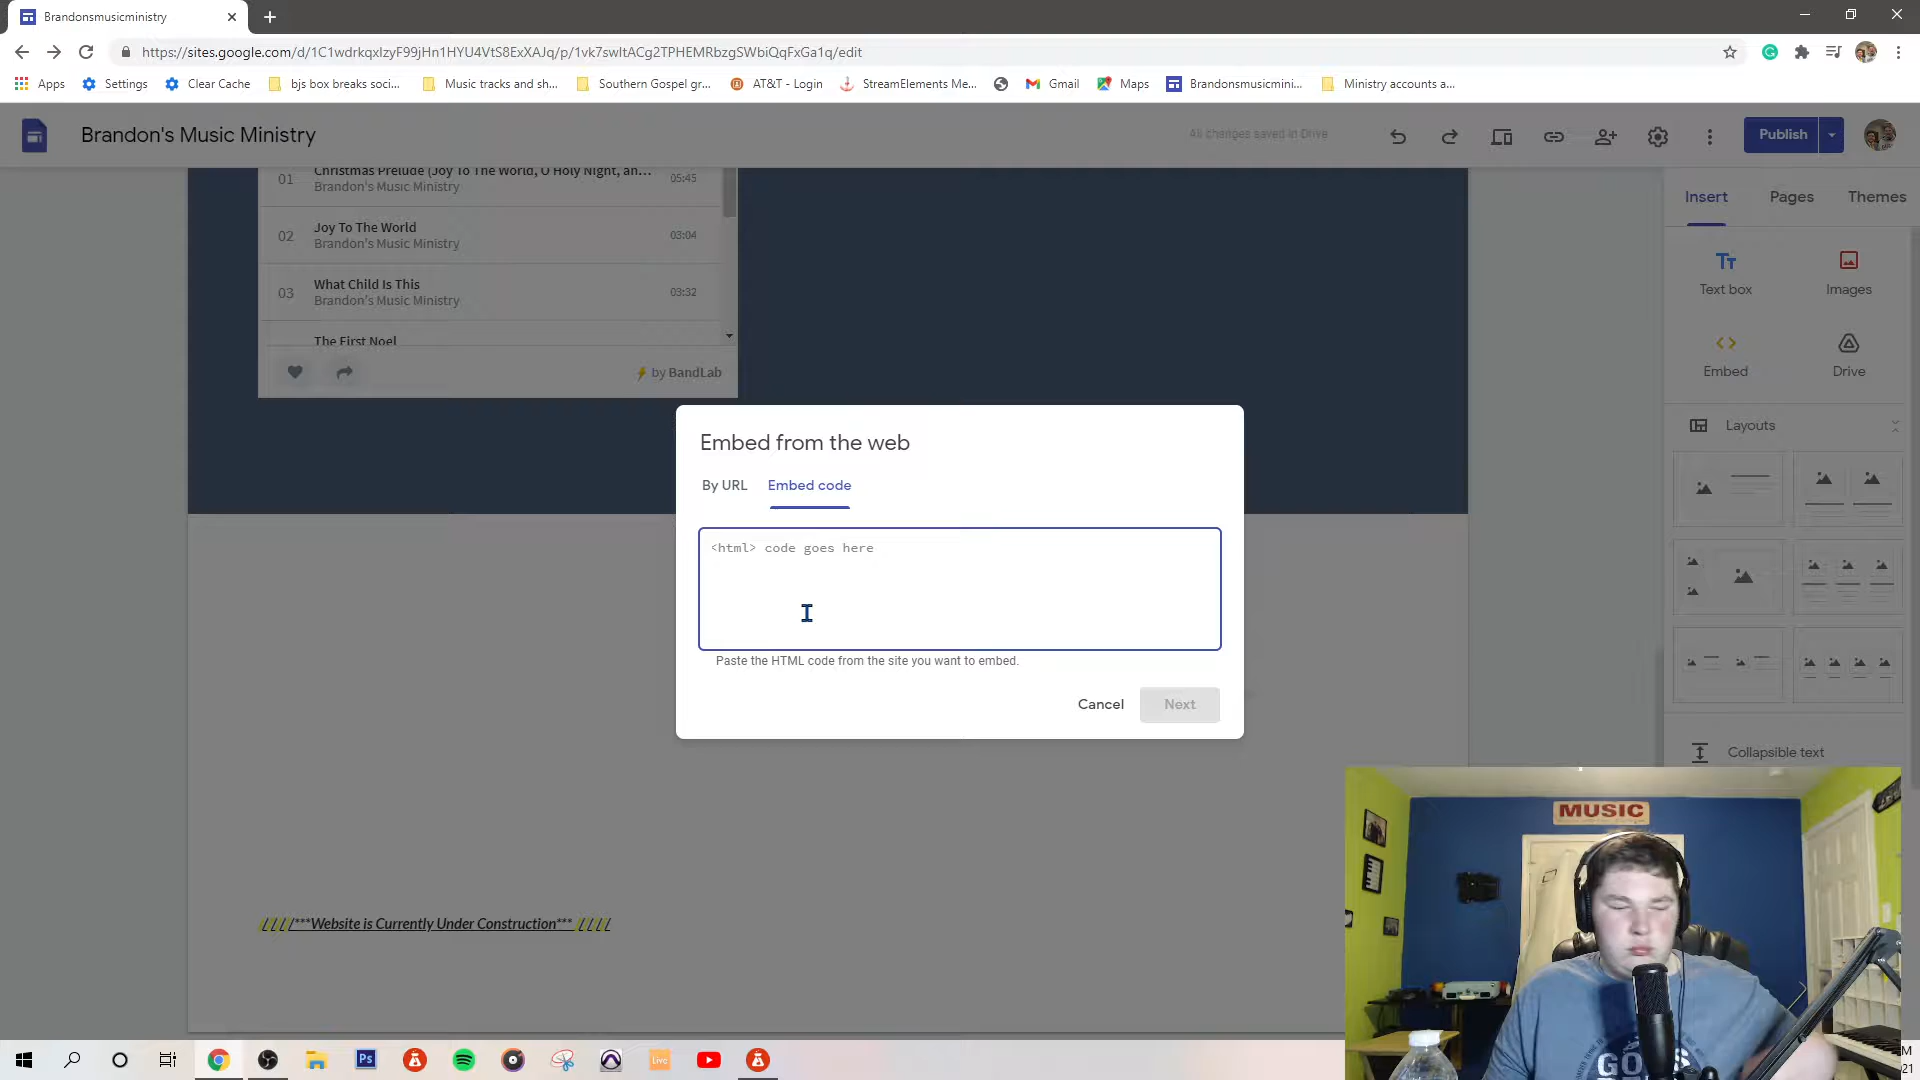 Brandonsmusicministry
https://sites.google.com/d/1C1wdrkqxIzyF99jHn1HYU4VtS8ExXAJq/p/1vk7swItACg2TPHEMRbzgSWbiQqFxGa1q/edit
Apps Settings Clear Cache bjs box breaks soci... Music tracks and sh... Southern Gospel gr... AT&T - Login StreamElements Me... Gmail Maps Brandonsmusicmini... Ministry accounts a...
Brandon's Music Ministry All changes saved in Drive Publish
Insert Pages Themes
01 Christmas Prelude (Joy To The World, O Holy Night, an... 05:45
Brandon's Music Ministry
02 Joy To The World 03:04
Brandon's Music Ministry
03 What Child Is This 03:32
Brandon's Music Ministry
The First Noel
by BandLab
Text box Images
Embed Drive
Layouts
Collapsible text
Embed from the web
By URL Embed code
<html> code goes here
Paste the HTML code from the site you want to embed.
Cancel Next
/////***Website is Currently Under Construction*** /////
MUSIC
Ps
Live
M
21